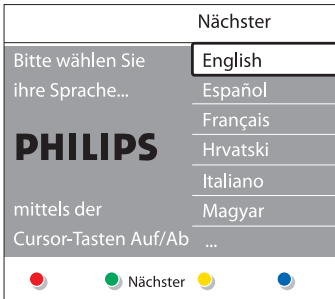 Nächster
Bitte wählen Sie
ihre Sprache...
PHILIPS
mittels der
Cursor-Tasten Auf/Ab
English
Español
Français
Hrvatski
Italiano
Magyar
...
Nächster